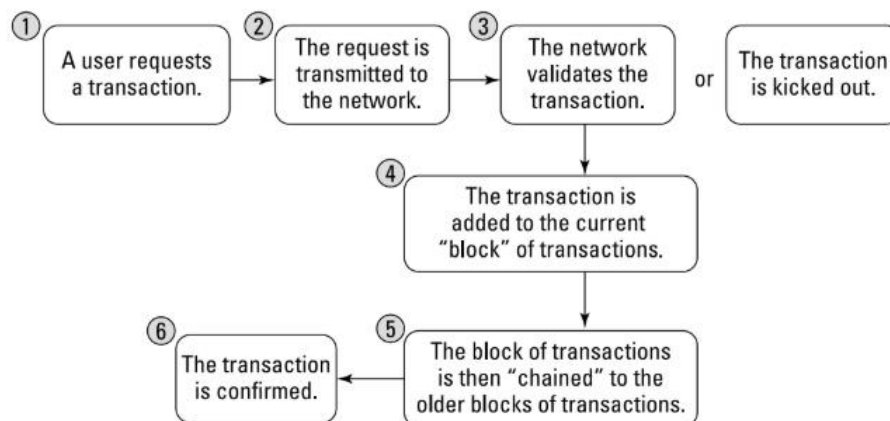 1
A user requests
a transaction.
2
The request is
transmitted to
the network.
3
The network
validates the
transaction.
or
The transaction
is kicked out.
4
The transaction is
added to the current
“block” of transactions.
5
The block of transactions
is then “chained” to the
older blocks of transactions.
6
The transaction
is confirmed.